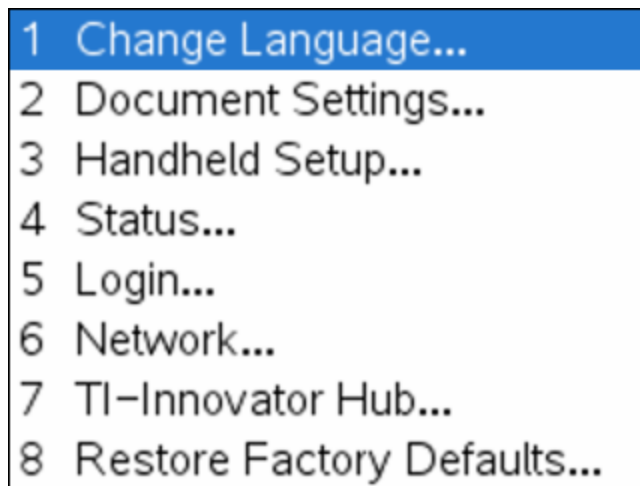 1 Change Language...
2 Document Settings...
3 Handheld Setup...
4 Status...
5 Login...
6 Network...
7 TI-Innovator Hub...
8 Restore Factory Defaults...